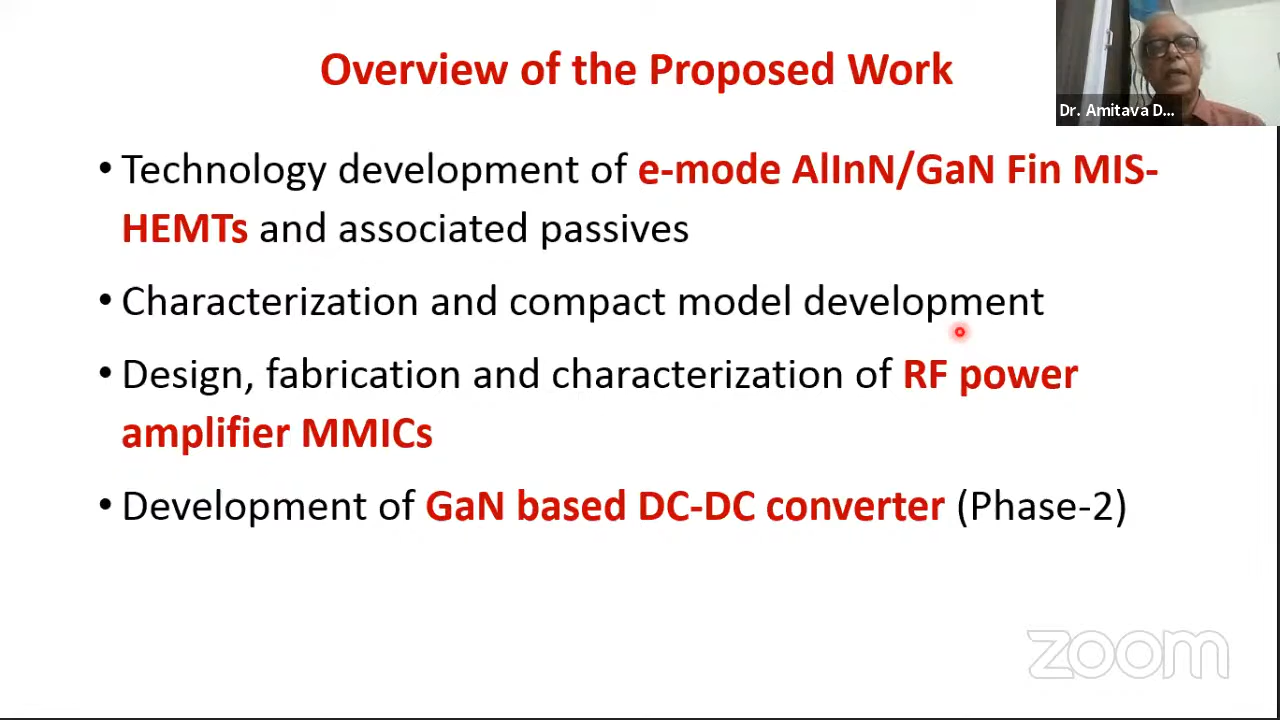 Overview of the Proposed Work
Dr. Amitava D...
• Technology development of e-mode AlInN/GaN Fin MIS-
HEMTs and associated passives
• Characterization and compact model development
• Design, fabrication and characterization of RF power
amplifier MMICs
• Development of GaN based DC-DC converter (Phase-2)
zoom